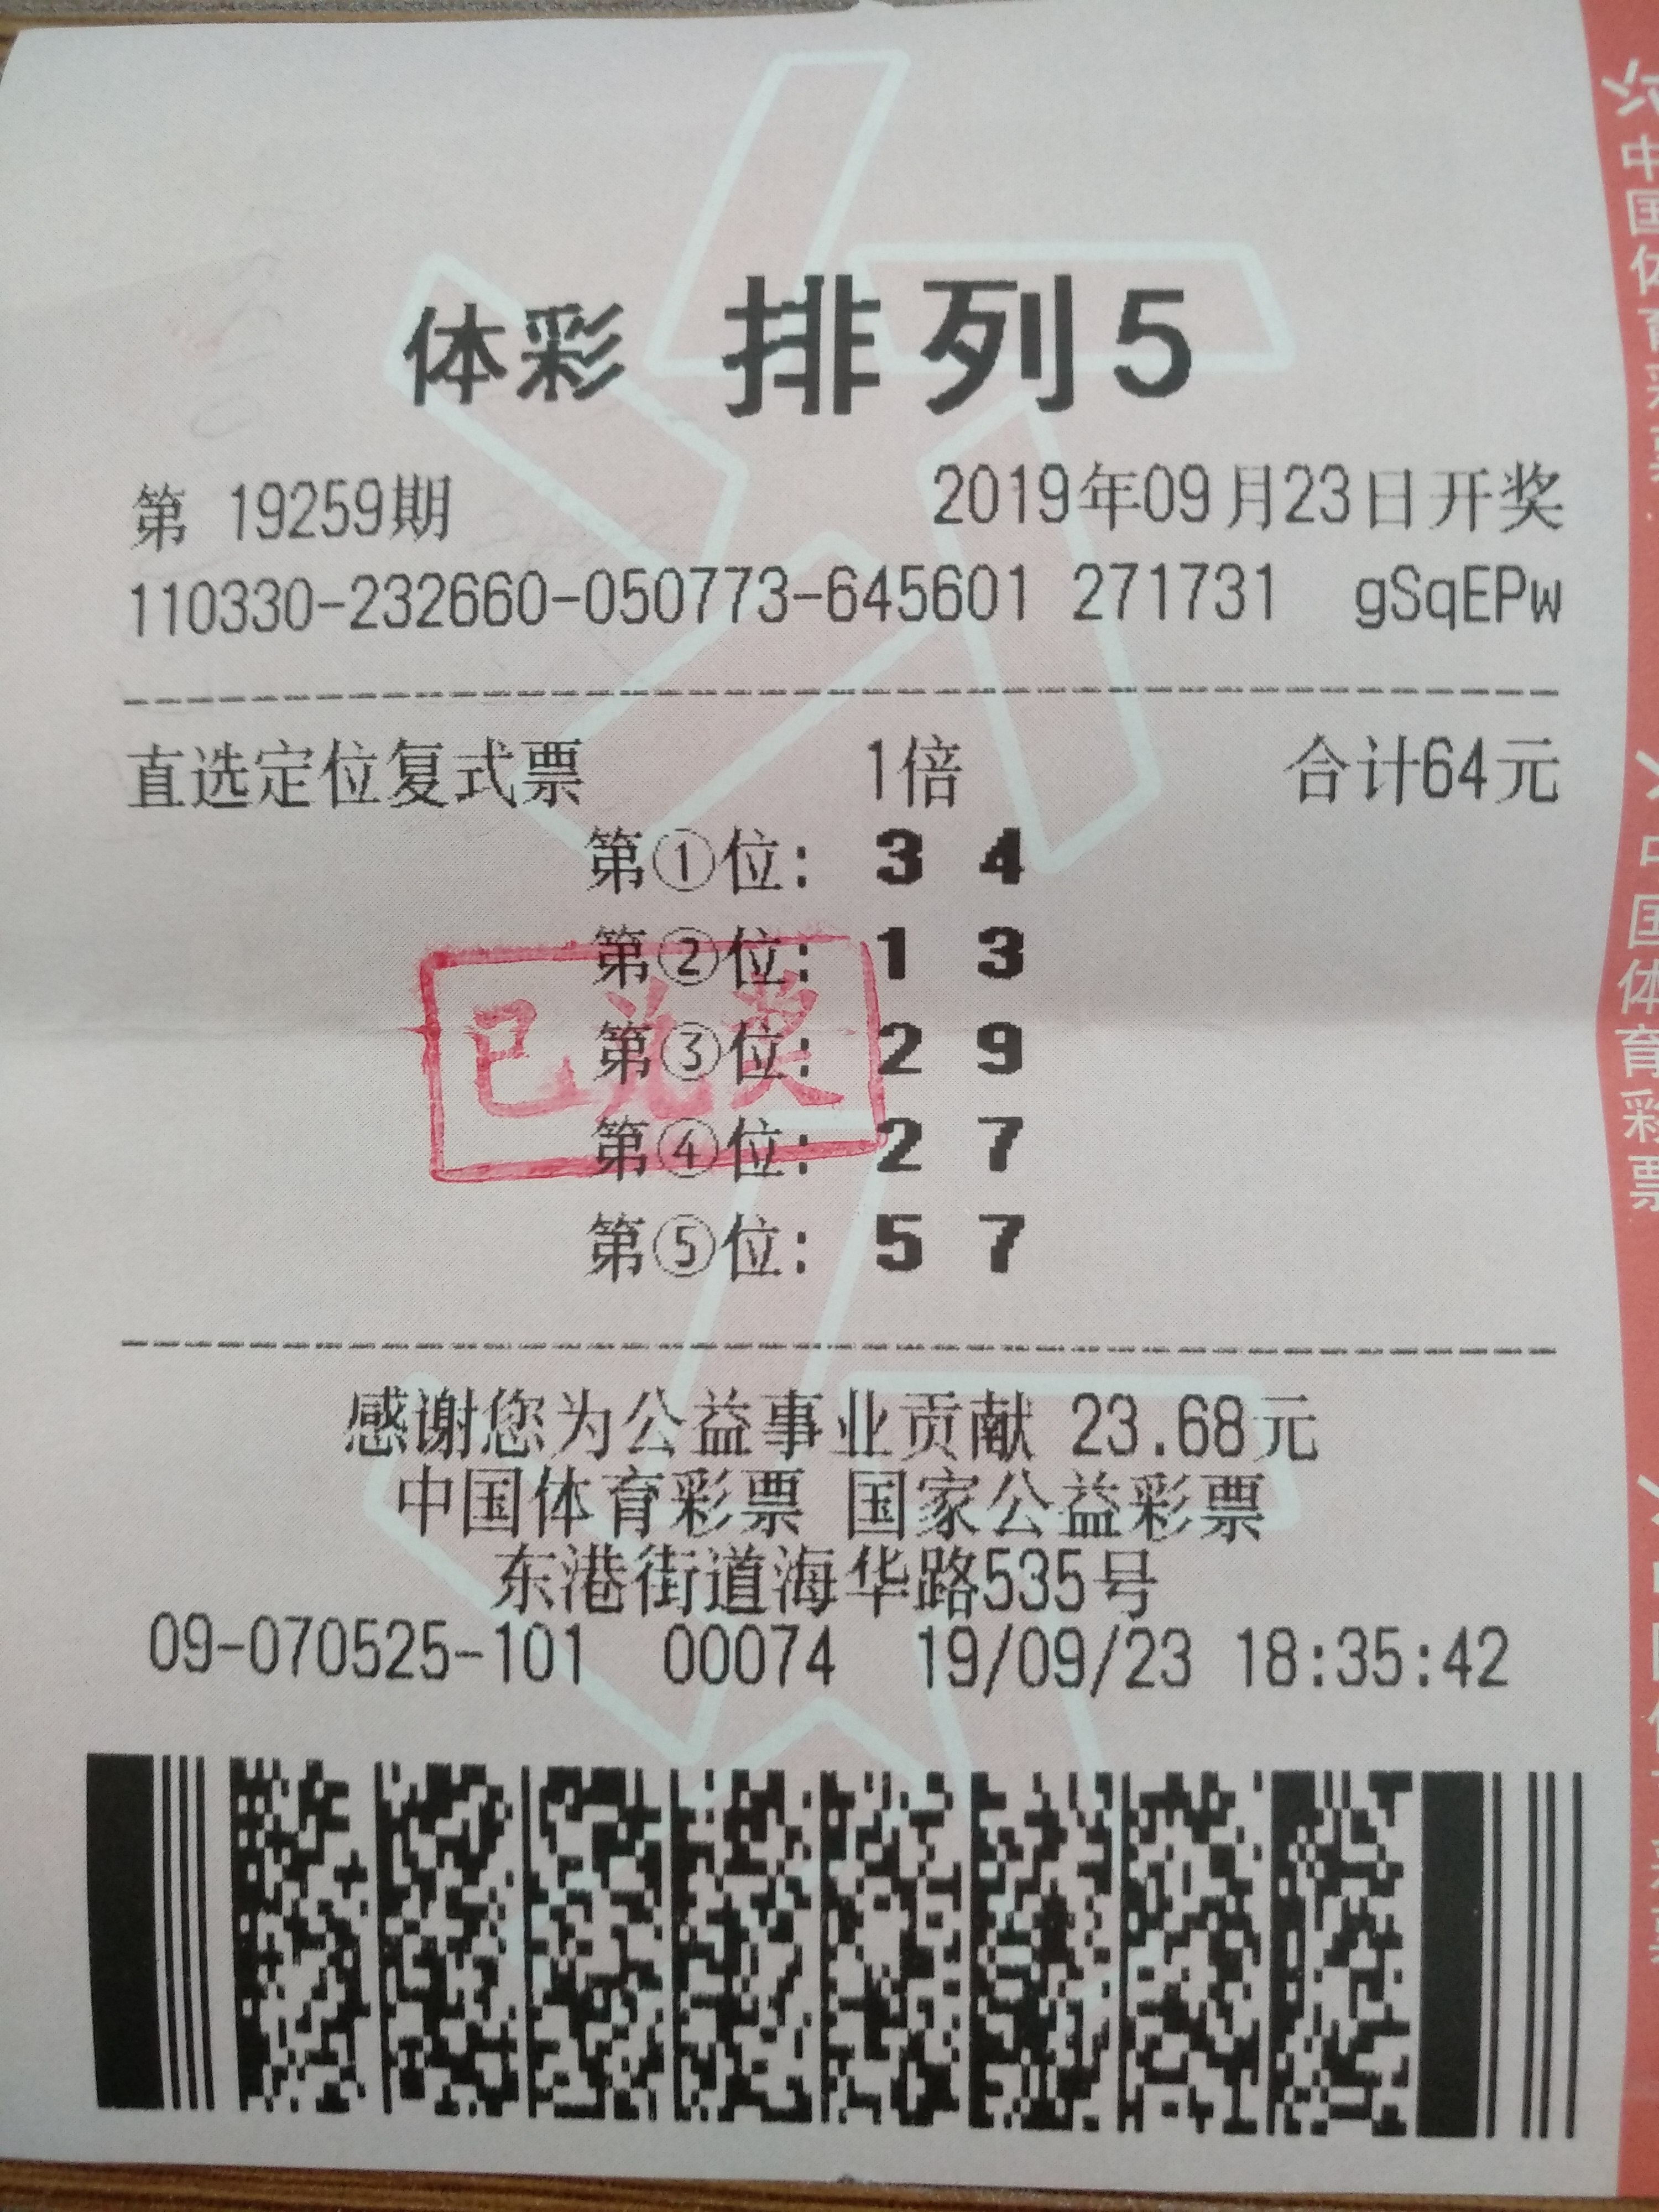 体彩 排列5
第 19259期 2019年09月23日开奖
110330-232660-050773-645601 271731 gSqEPw
直选定位复式票 1倍 合计64元
第①位: 3 4
第②位: 1 3
第③位: 2 9
第④位: 2 7
第⑤位: 5 7
已兑奖
感谢您为公益事业贡献 23.68元
中国体育彩票 国家公益彩票
东港街道海华路535号
09-070525-101 00074 19/09/23 18:35:42
中国体育彩票
中国体育彩票